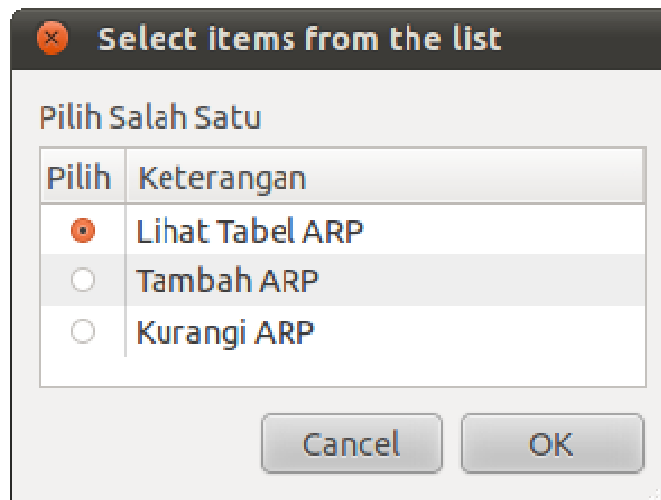 Select items from the list
Pilih Salah Satu
Pilih Keterangan
Lihat Tabel ARP
Tambah ARP
Kurangi ARP
Cancel OK